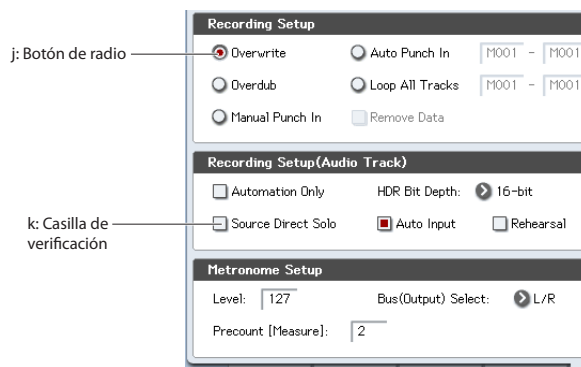 Recording Setup
j: Botón de radio
Overwrite Auto Punch In M001 - M001
Overdub Loop All Tracks M001 - M001
Manual Punch In Remove Data
Recording Setup(Audio Track)
Automation Only HDR Bit Depth: 16-bit
k: Casilla de
verificación
Source Direct Solo Auto Input Rehearsal
Metronome Setup
Level: 127 Bus(Output) Select: L/R
Precount [Measure]: 2